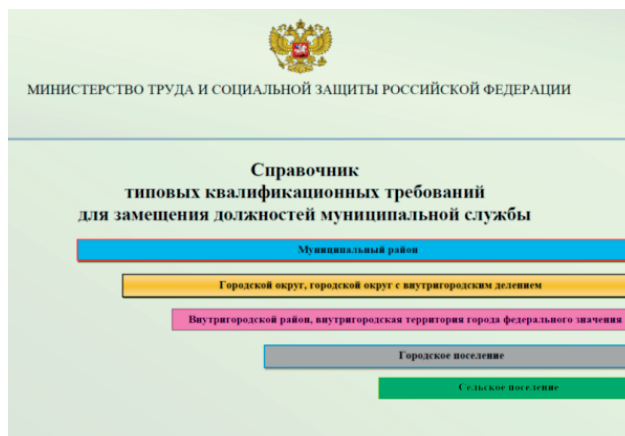 МИНИСТЕРСТВО ТРУДА И СОЦИАЛЬНОЙ ЗАЩИТЫ РОССИЙСКОЙ ФЕДЕРАЦИИ
Справочник
типовых квалификационных требований
для замещения должностей муниципальной службы
Муниципальный район
Городской округ, городской округ с внутригородским делением
Внутригородской район, внутригородская территория города федерального значения
Городское поселение
Сельское поселение